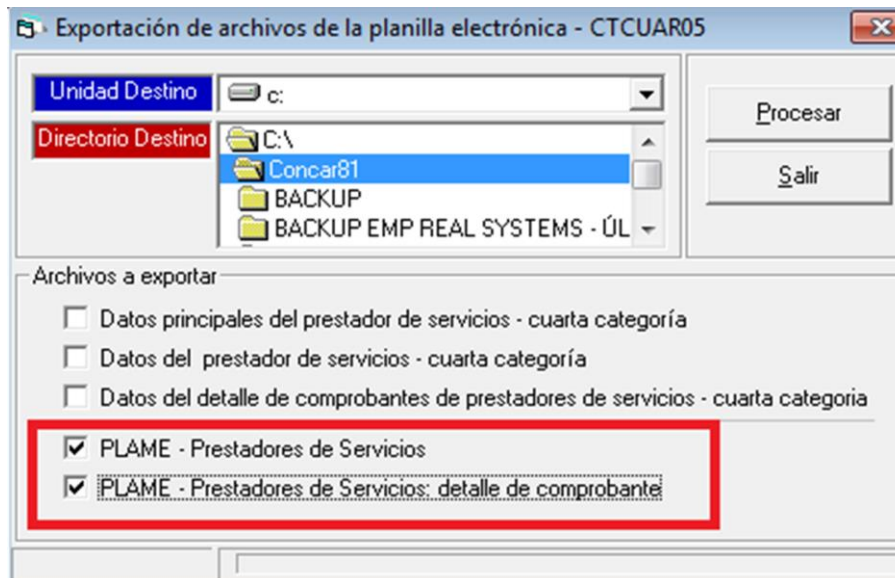 Exportación de archivos de la planilla electrónica - CTCUAR05
Unidad Destino
c:
Procesar
Directorio Destino
C:\
Concar81
Salir
BACKUP
BACKUP EMP REAL SYSTEMS - ÚL
Archivos a exportar
Datos principales del prestador de servicios - cuarta categoría
Datos del prestador de servicios - cuarta categoría
Datos del detalle de comprobantes de prestadores de servicios - cuarta categoria
PLAME - Prestadores de Servicios
PLAME - Prestadores de Servicios: detalle de comprobante